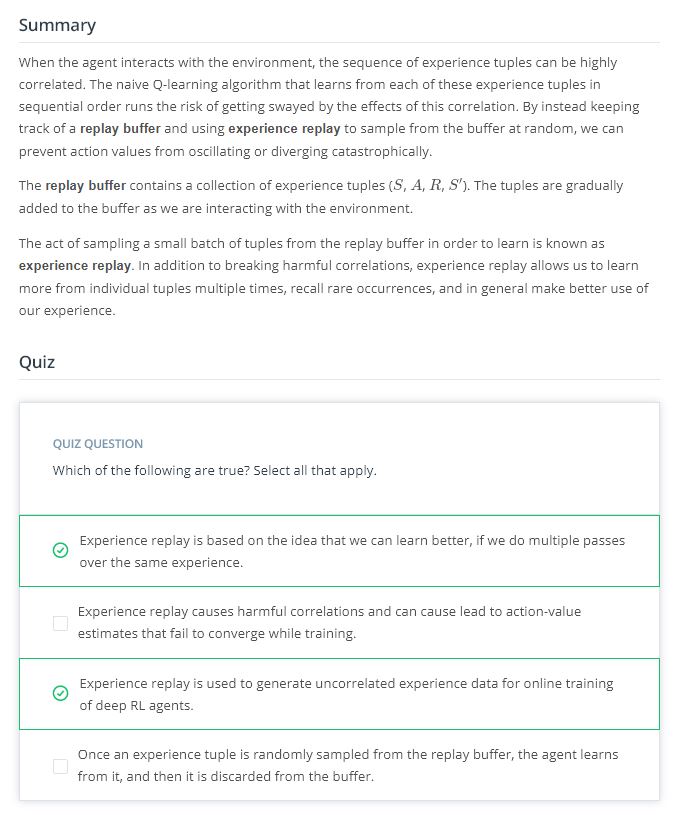 Summary
When the agent interacts with the environment, the sequence of experience tuples can be highly
correlated. The naive Q-learning algorithm that learns from each of these experience tuples in
sequential order runs the risk of getting swayed by the effects of this correlation. By instead keeping
track of a replay buffer and using experience replay to sample from the buffer at random, we can
prevent action values from oscillating or diverging catastrophically.
The replay buffer contains a collection of experience tuples (S, A, R, S′). The tuples are gradually
added to the buffer as we are interacting with the environment.
The act of sampling a small batch of tuples from the replay buffer in order to learn is known as
experience replay. In addition to breaking harmful correlations, experience replay allows us to learn
more from individual tuples multiple times, recall rare occurrences, and in general make better use of
our experience.
Quiz
QUIZ QUESTION
Which of the following are true? Select all that apply.
Experience replay is based on the idea that we can learn better, if we do multiple passes
over the same experience.
Experience replay causes harmful correlations and can cause lead to action-value
estimates that fail to converge while training.
Experience replay is used to generate uncorrelated experience data for online training
of deep RL agents.
Once an experience tuple is randomly sampled from the replay buffer, the agent learns
from it, and then it is discarded from the buffer.